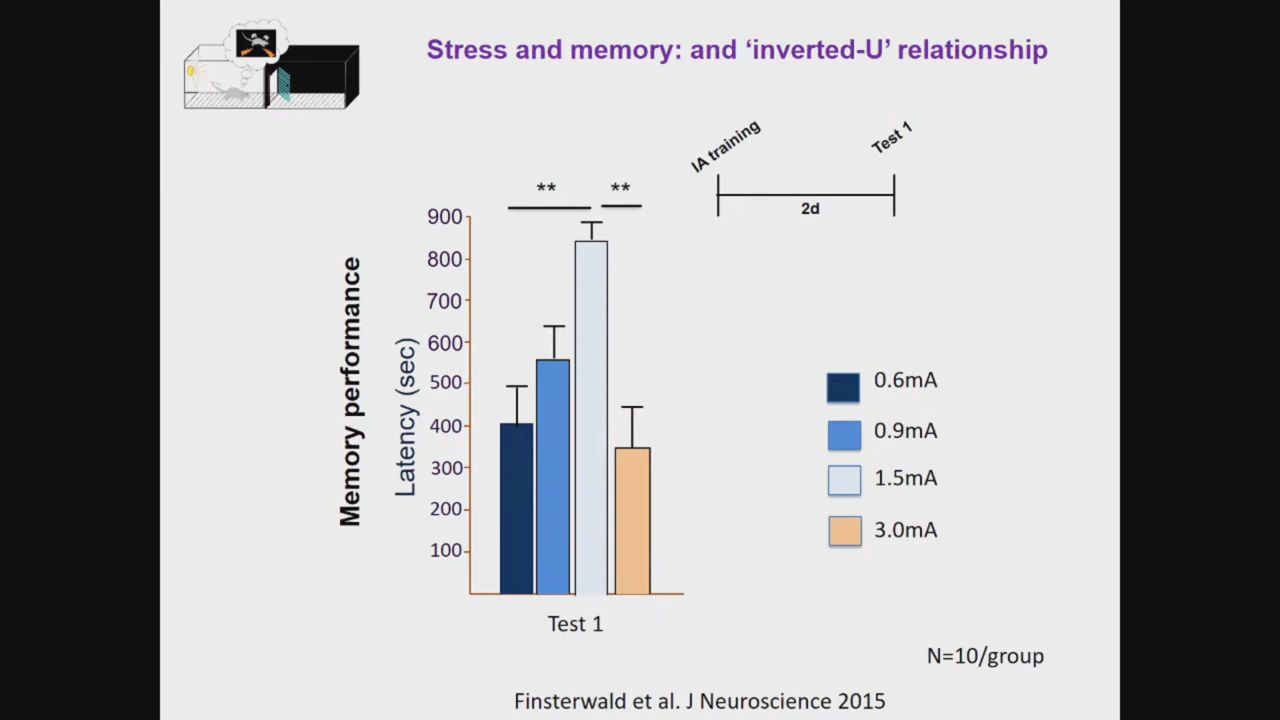 Stress and memory: and ‘inverted-U’ relationship
IA training
Test 1
2d
**
**
Memory performance
Latency (sec)
900
800
700
600
500
400
300
200
100
Test 1
0.6mA
0.9mA
1.5mA
3.0mA
N=10/group
Finsterwald et al. J Neuroscience 2015